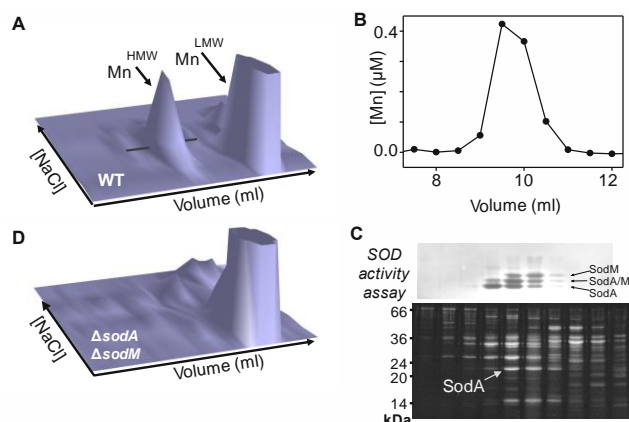 A
Mn HMW
Mn LMW
[NaCl]
WT
Volume (ml)
B
[Mn] (µM)
0.4
0.0
8 10 12
Volume (ml)
C
SOD
activity
assay
SodM
SodA/M
SodA
66
36
24
20
14
kDa
SodA
D
[NaCl]
ΔsodA
ΔsodM
Volume (ml)